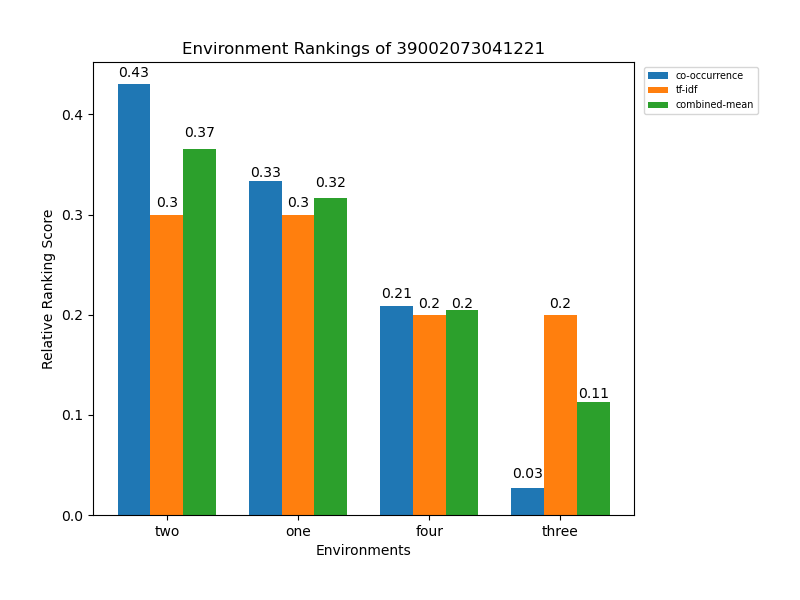 Environment Rankings of 39002073041221
co-occurrence
tf-idf
combined-mean
Relative Ranking Score
0.4
0.3
0.2
0.1
0.0
0.43
0.3
0.37
0.33
0.3
0.32
0.21
0.2
0.2
0.03
0.2
0.11
two
one
four
three
Environments